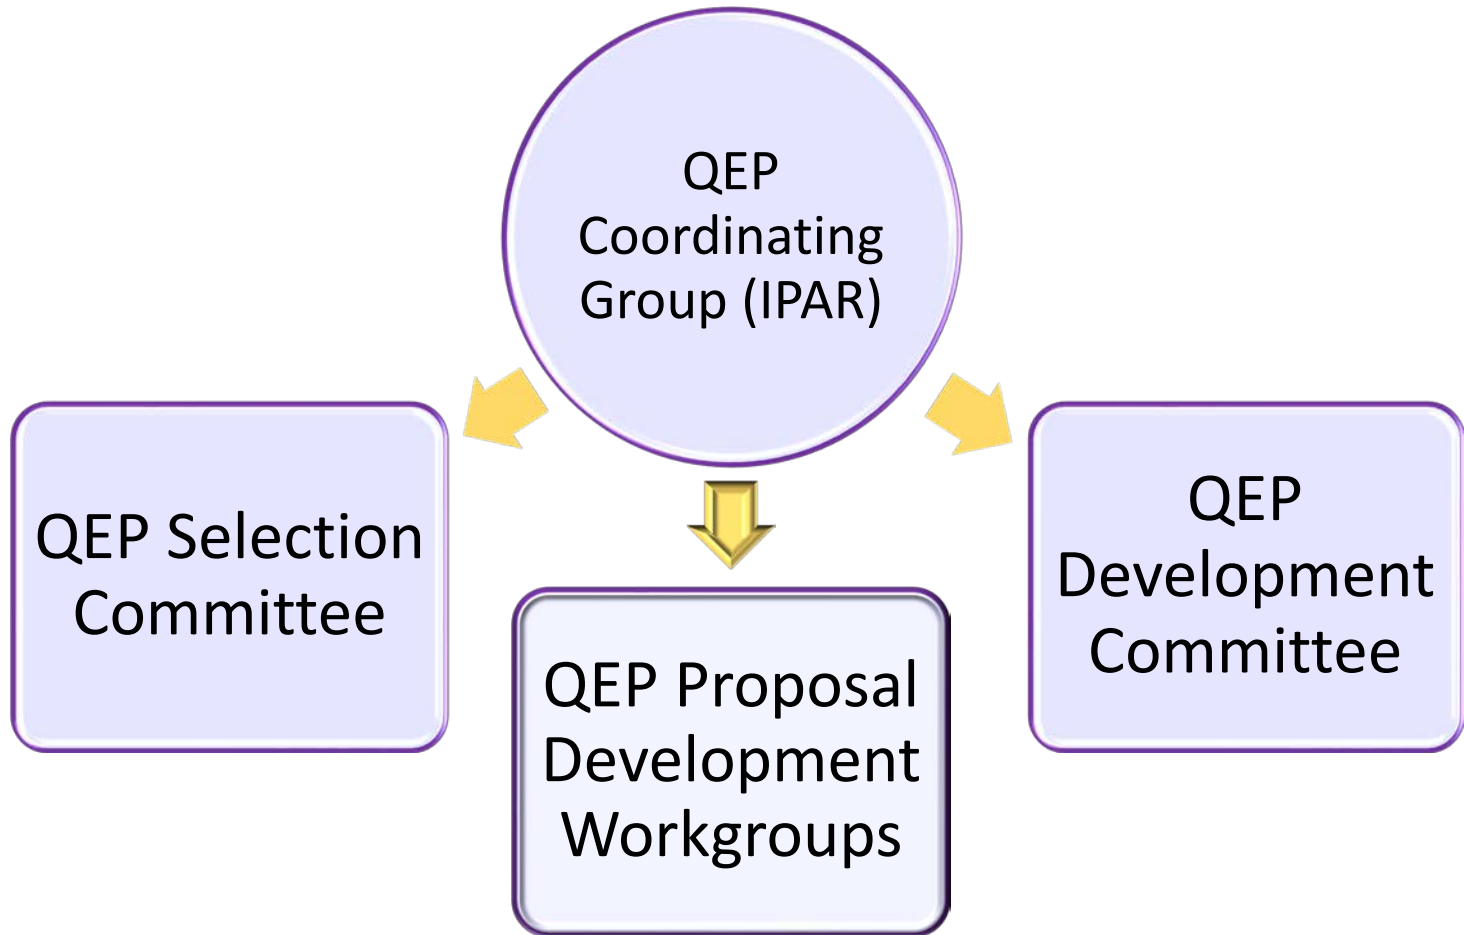 QEP
Coordinating
Group (IPAR)
QEP Selection
Committee
QEP Proposal
Development
Workgroups
QEP
Development
Committee